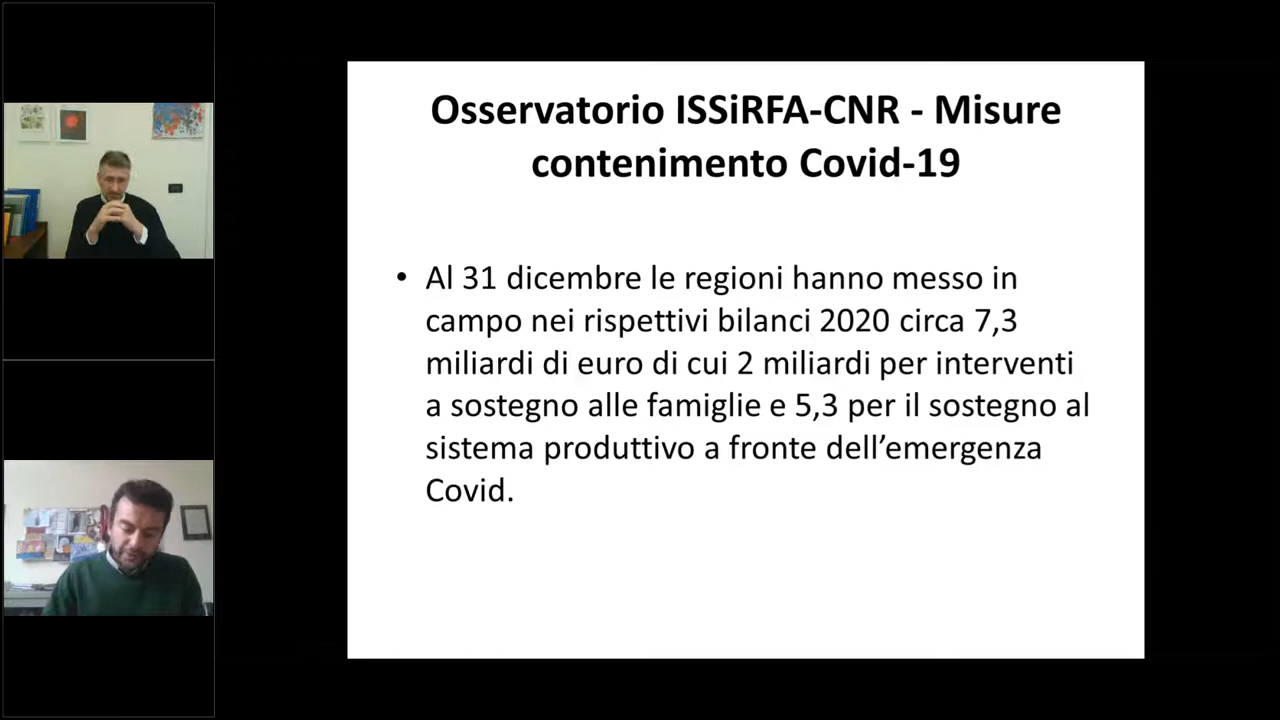 Osservatorio ISSiRFA-CNR - Misure
contenimento Covid-19
• Al 31 dicembre le regioni hanno messo in
campo nei rispettivi bilanci 2020 circa 7,3
miliardi di euro di cui 2 miliardi per interventi
a sostegno alle famiglie e 5,3 per il sostegno al
sistema produttivo a fronte dell’emergenza
Covid.